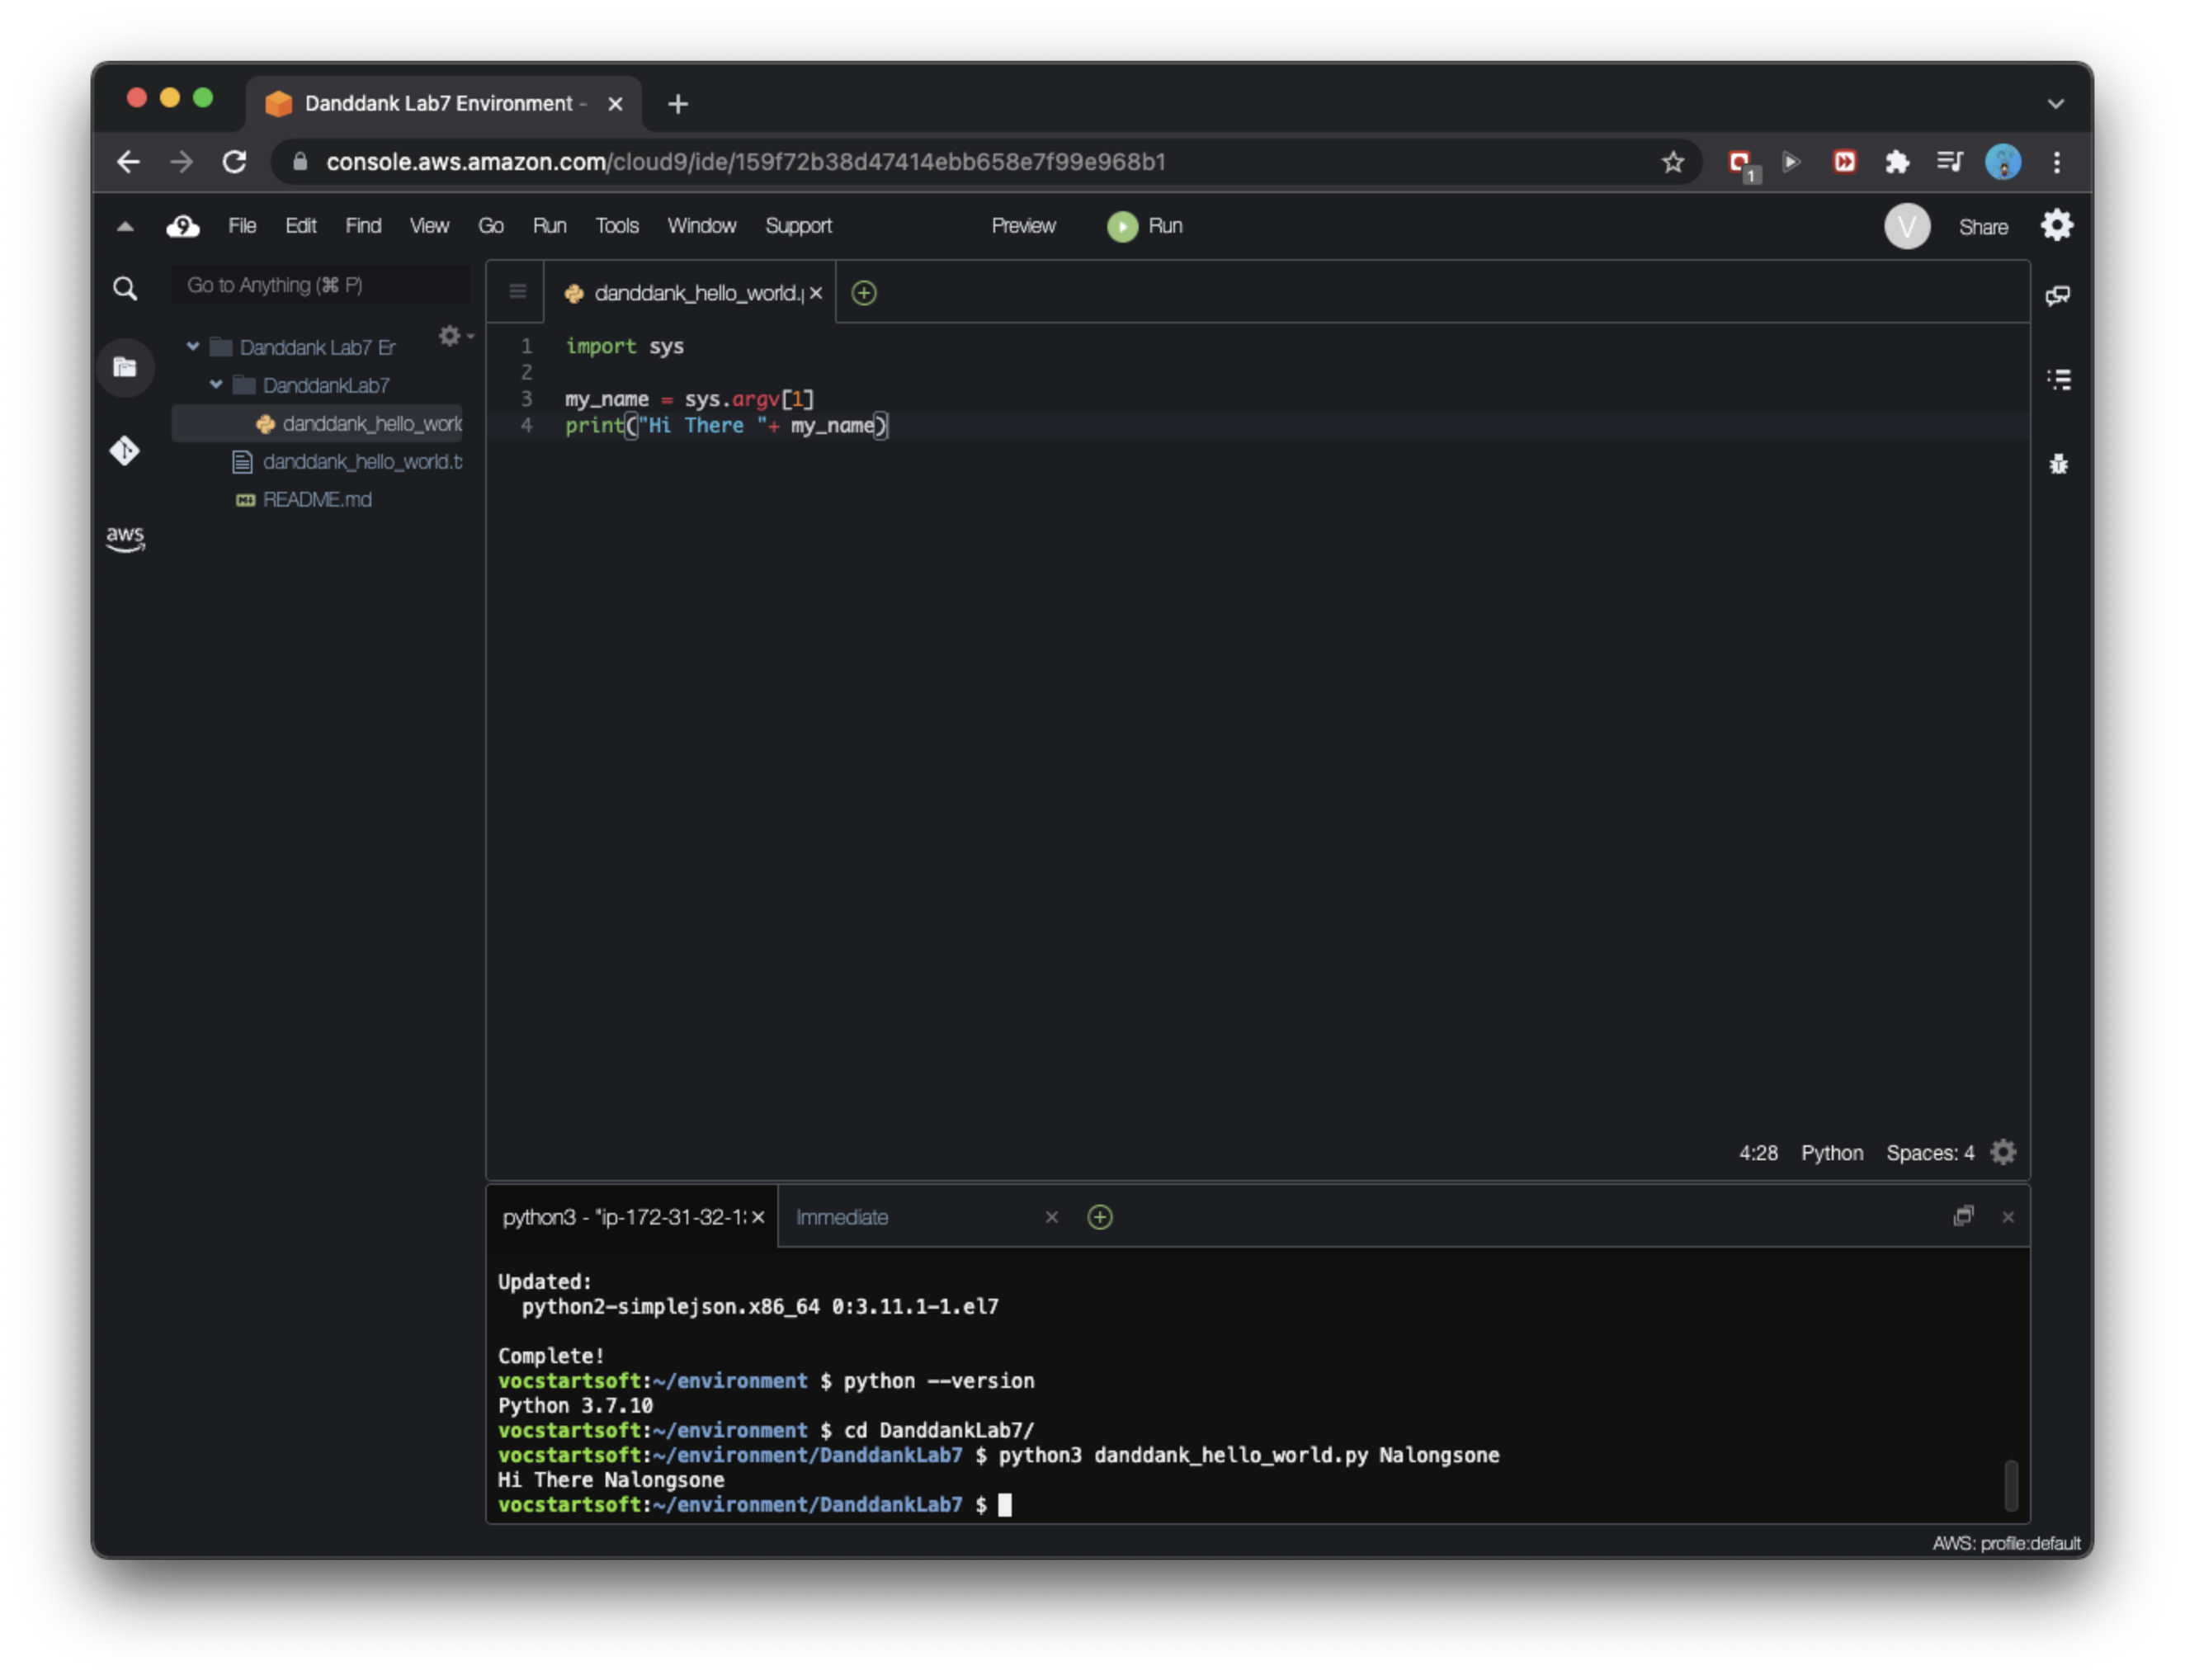 Danddank Lab7 Environment -
console.aws.amazon.com/cloud9/ide/159f72b38d47414ebb658e7f99e968b1
1
9 File Edit Find View Go Run Tools Window Support Preview Run V Share
Go to Anything (⌘ P)
Danddank Lab7 Er
DanddankLab7
danddank_hello_world
danddank_hello_world.t
README.md
aws
danddank_hello_world.p
1 import sys
2
3 my_name = sys.argv[1]
4 print("Hi There "+ my_name)
4:28 Python Spaces: 4
python3 - "ip-172-31-32-1 Immediate
Updated:
python2-simplejson.x86_64 0:3.11.1-1.el7
Complete!
vocstartsoft:~/environment $ python --version
Python 3.7.10
vocstartsoft:~/environment $ cd DanddankLab7/
vocstartsoft:~/environment/DanddankLab7 $ python3 danddank_hello_world.py Nalongsone
Hi There Nalongsone
vocstartsoft:~/environment/DanddankLab7 $
AWS: profile:default